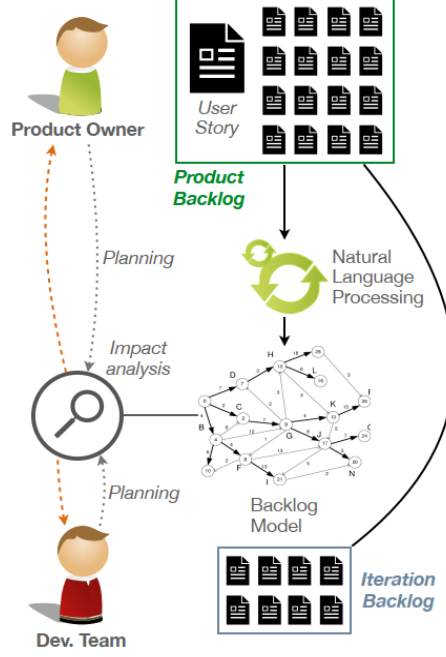 User
Story
Product Owner
Product
Backlog
Planning
Natural
Language
Processing
Impact
analysis
H
D
L
C
K
B
G
J
F
I
N
Planning
Backlog
Model
Iteration
Backlog
Dev. Team